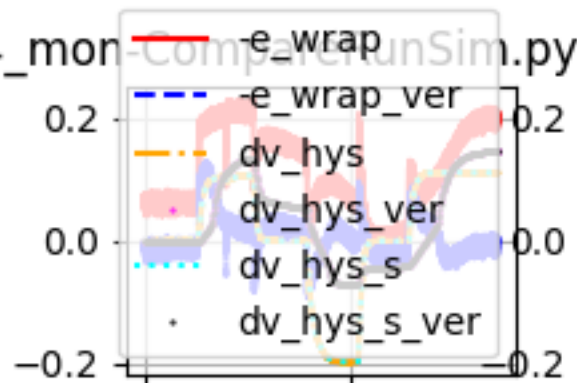 _mon-CompareRunSim.py
-e_wrap
-e_wrap_ver
0.2 0.2
dv_hys
dv_hys_ver
0.0 0.0
dv_hys_s
dv_hys_s_ver
−0.2 −0.2